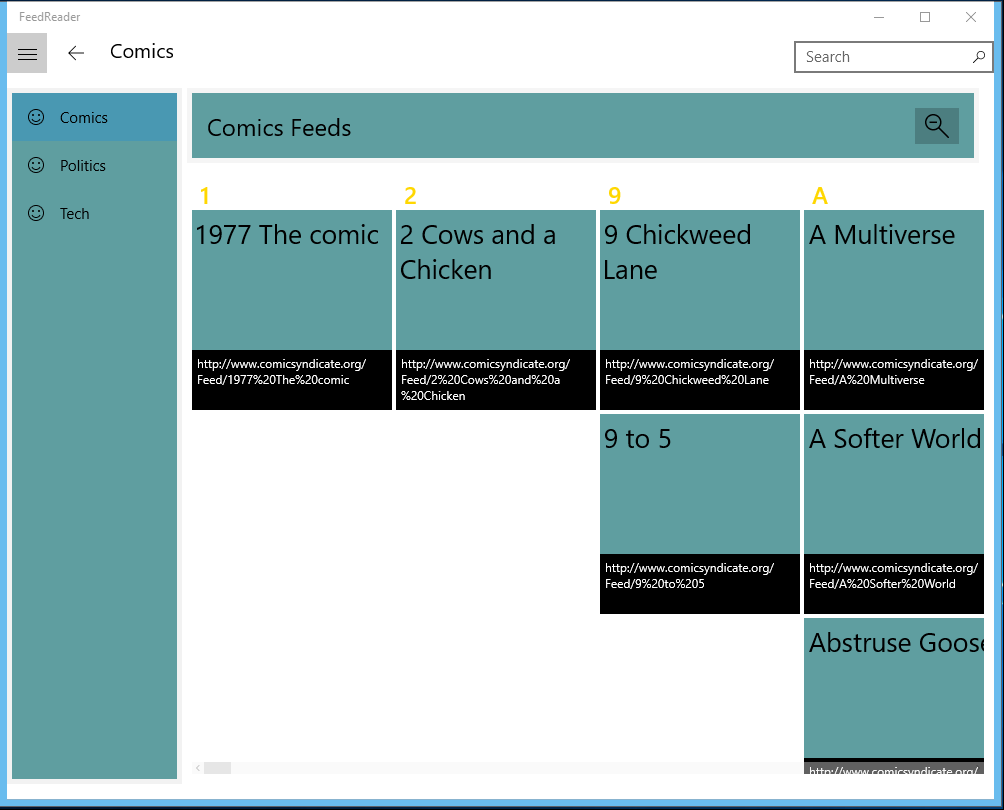 FeedReader
Comics
Search
Comics
Politics
Tech
Comics Feeds
1
1977 The comic
http://www.comicsyndicate.org/
Feed/1977%20The%20comic
2
2 Cows and a
Chicken
http://www.comicsyndicate.org/
Feed/2%20Cows%20and%20a
%20Chicken
9
9 Chickweed
Lane
http://www.comicsyndicate.org/
Feed/9%20Chickweed%20Lane
9 to 5
http://www.comicsyndicate.org/
Feed/9%20to%205
A
A Multiverse
http://www.comicsyndicate.org/
Feed/A%20Multiverse
A Softer World
http://www.comicsyndicate.org/
Feed/A%20Softer%20World
Abstruse Goose
http://www.comicsyndicate.org/